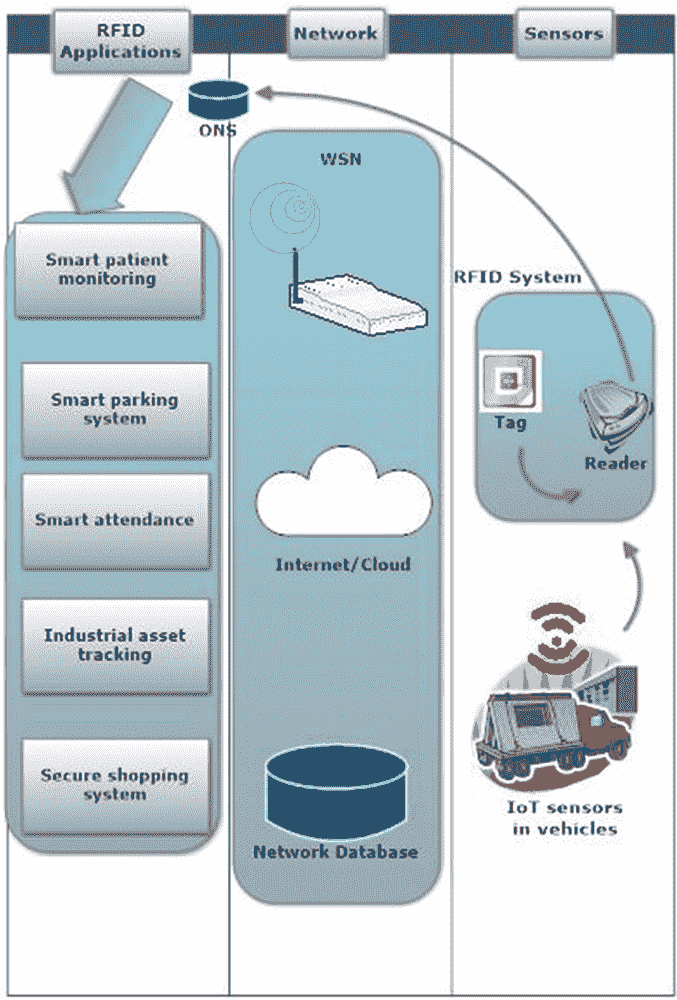 RFID
Applications
Network
Sensors
ONS
WSN
Smart patient
monitoring
RFID System
Smart parking
system
Tag
Reader
Smart attendance
Internet/Cloud
Industrial asset
tracking
Secure shopping
system
IoT sensors
in vehicles
Network Database